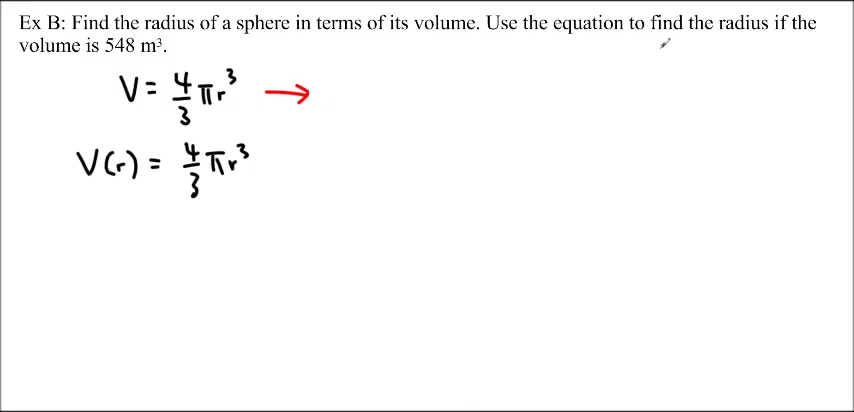 Ex B: Find the radius of a sphere in terms of its volume. Use the equation to find the radius if the
volume is 548 m³.
V = 4/3 πr³ →
V(r) = 4/3 πr³